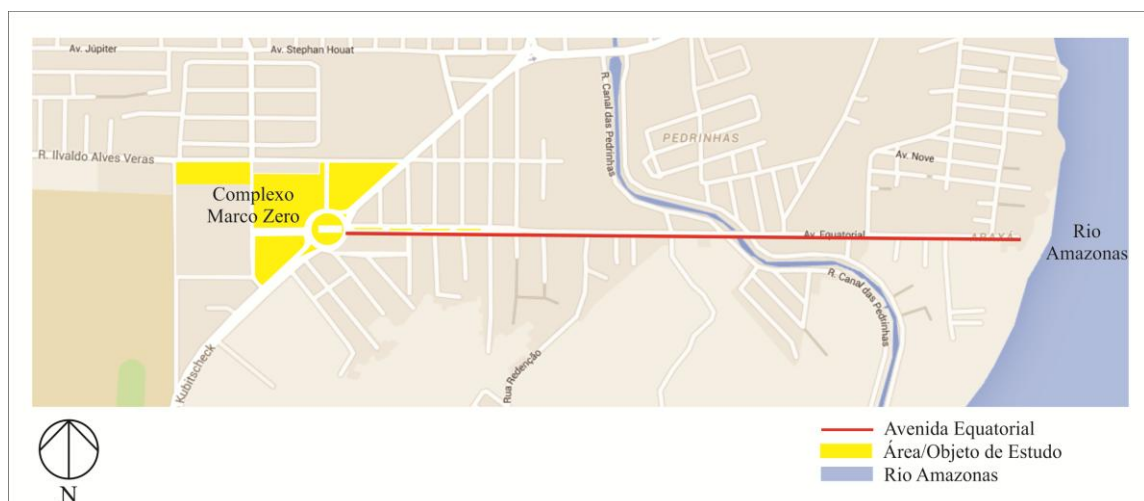 Av. Júpiter
Av. Stephan Houat
R. Ilvaldo Alves Veras
Complexo
Marco Zero
R. Canal das Pedrinhas
PEDRINHAS
Av. Nove
Av. Equatorial
ARAXÁ
Rio
Amazonas
R. Canal das Pedrinhas
Kubitscheck
Rua Redenção
N
Avenida Equatorial
Área/Objeto de Estudo
Rio Amazonas